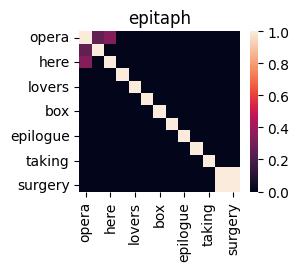 epitaph
opera
here
lovers
box
epilogue
taking
surgery
1.0
0.8
0.6
0.4
0.2
0.0
opera
here
lovers
box
epilogue
taking
surgery